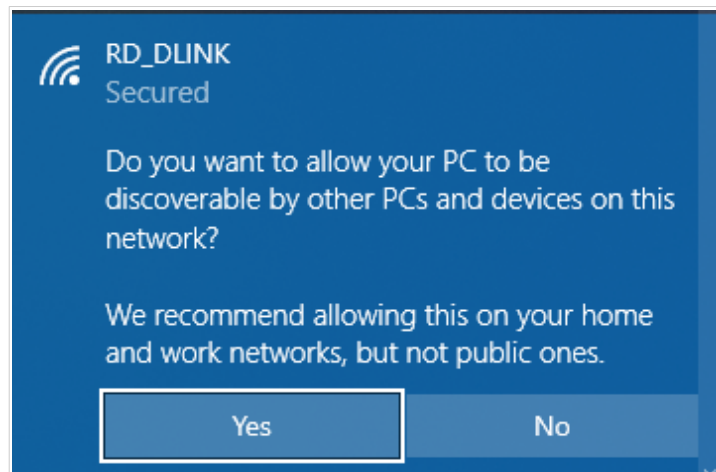 RD_DLINK
Secured
Do you want to allow your PC to be
discoverable by other PCs and devices on this
network?
We recommend allowing this on your home
and work networks, but not public ones.
Yes
No